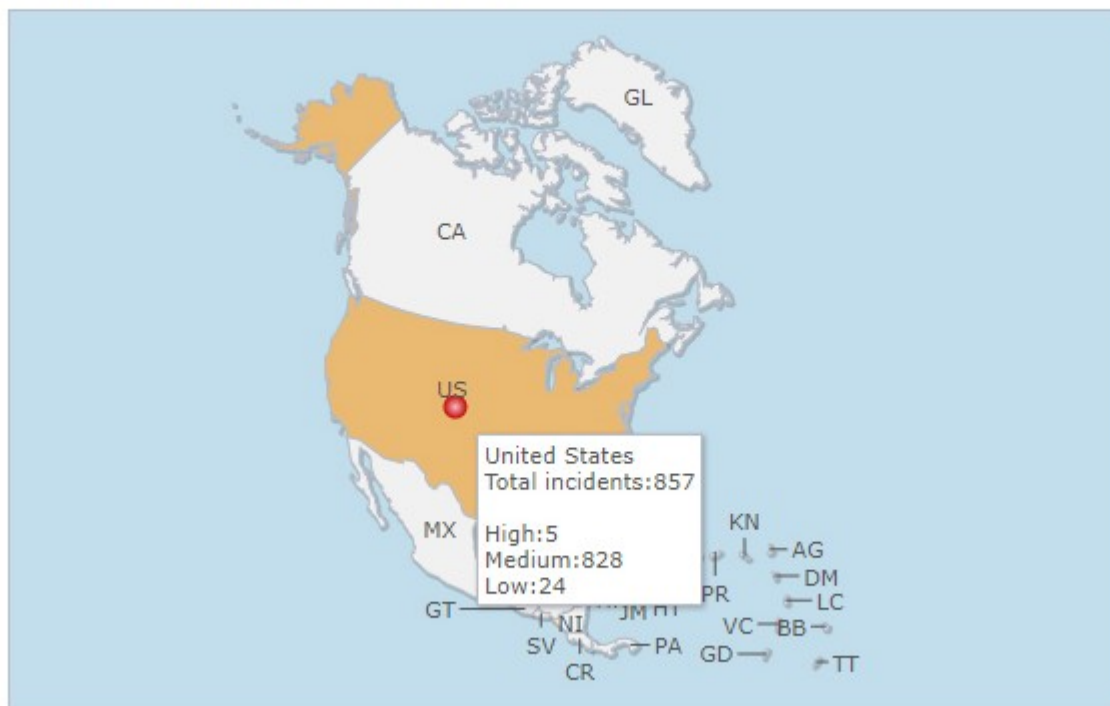 GL
CA
US
United States
Total incidents:857
High:5
Medium:828
Low:24
MX
KN
AG
DM
PR
LC
GT
JM
HT
VC
BB
NI
SV
PA
GD
TT
CR